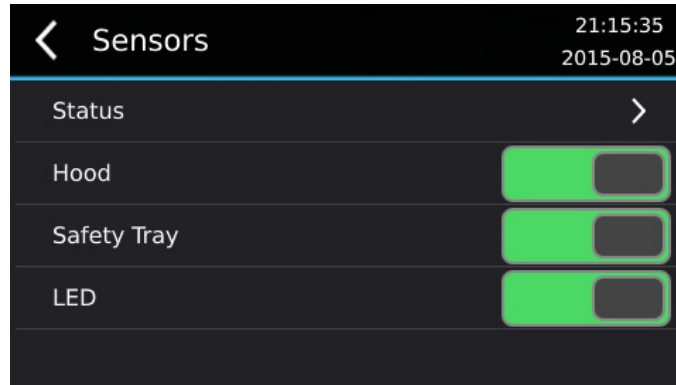 Sensors
21:15:35
2015-08-05
Status
Hood
Safety Tray
LED